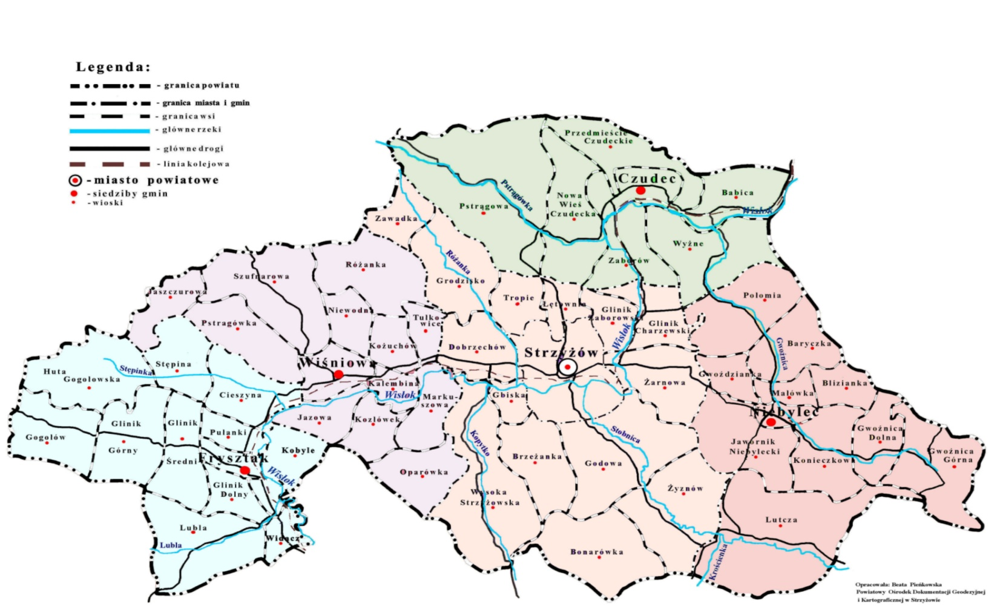 Legenda:
- granica powiatu
- granica miasta i gmin
- granica wsi
- główne rzeki
- główne drogi
- linia kolejowa
- miasto powiatowe
- siedziby gmin
- wioski
Przedmieście
Czudeckie
Czudec
Babica
Wisłok
Pstrągówka
Pstrągowa
Nowa
Wieś
Czudecka
Wyżne
Zaborów
Zawadka
Różanka
Grodzisko
Różanka
Szufnarowa
Jaszczurowa
Niewodna
Pstrągówka
Tułko-
wice
Kożuchów
Wiśniowa
Kalembina
Wisłok
Marku-
szowa
Jazowa
Kozłówek
Oparówka
Tropie
Łętownia
Glinik
Zaborowski
Glinik
Charzewski
Wisłok
Dobrzechów
Strzyżów
Żarnowa
Gbiska
Kopytko
Stobnica
Brzeżanka
Godowa
Żyznów
Wysoka
Strzyżowska
Bonarówka
Połomia
Baryczka
Gwoźnica
Gwoździanka
Blizianka
Małówka
Niebylec
Gwoźnica
Dolna
Jawornik
Niebylecki
Konieczkowa
Gwoźnica
Górna
Lutcza
Krościenka
Huta
Gogołowska
Stępinka
Stępina
Cieszyna
Glinik
Górny
Glinik
Średni
Pułanki
Gogołów
Frysztak
Kobyle
Wisłok
Glinik
Dolny
Lubla
Lubla
Widacz
Opracowała: Beata Pieńkowska
Powiatowy Ośrodek Dokumentacji Geodezyjnej
i Kartograficznej w Strzyżowie